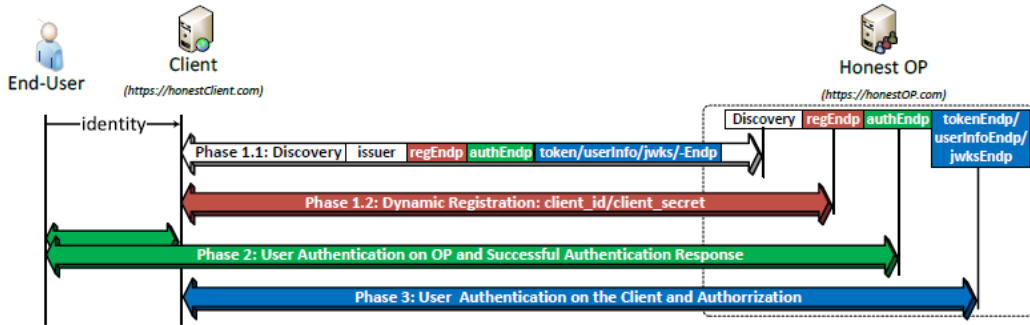 End-User
Client
(https://honestClient.com)
Honest OP
(https://honestOP.com)
identity
Discovery regEndp authEndp tokenEndp/
userInfoEndp/
jwksEndp
Phase 1.1: Discovery issuer regEndp authEndp token/userInfo/jwks/-Endp
Phase 1.2: Dynamic Registration: client_id/client_secret
Phase 2: User Authentication on OP and Successful Authentication Response
Phase 3: User Authentication on the Client and Authorrization